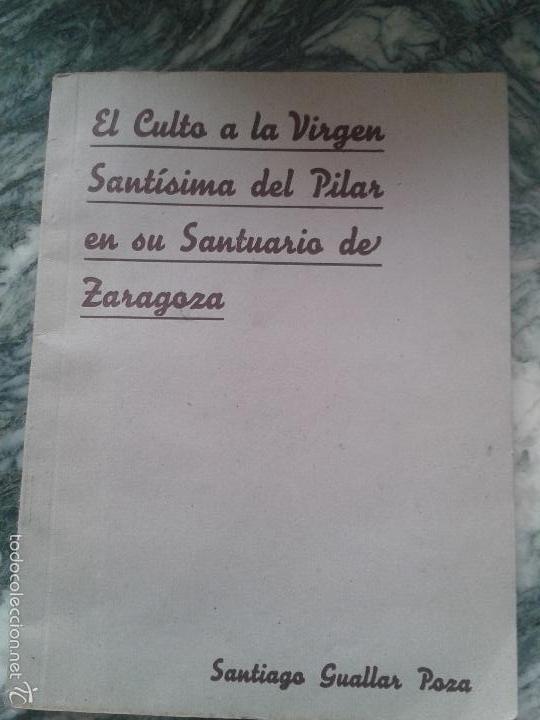 El Culto a la Virgen
Santísima del Pilar
en su Santuario de
Zaragoza
Santiago Guallar Poza
todocoleccion.net